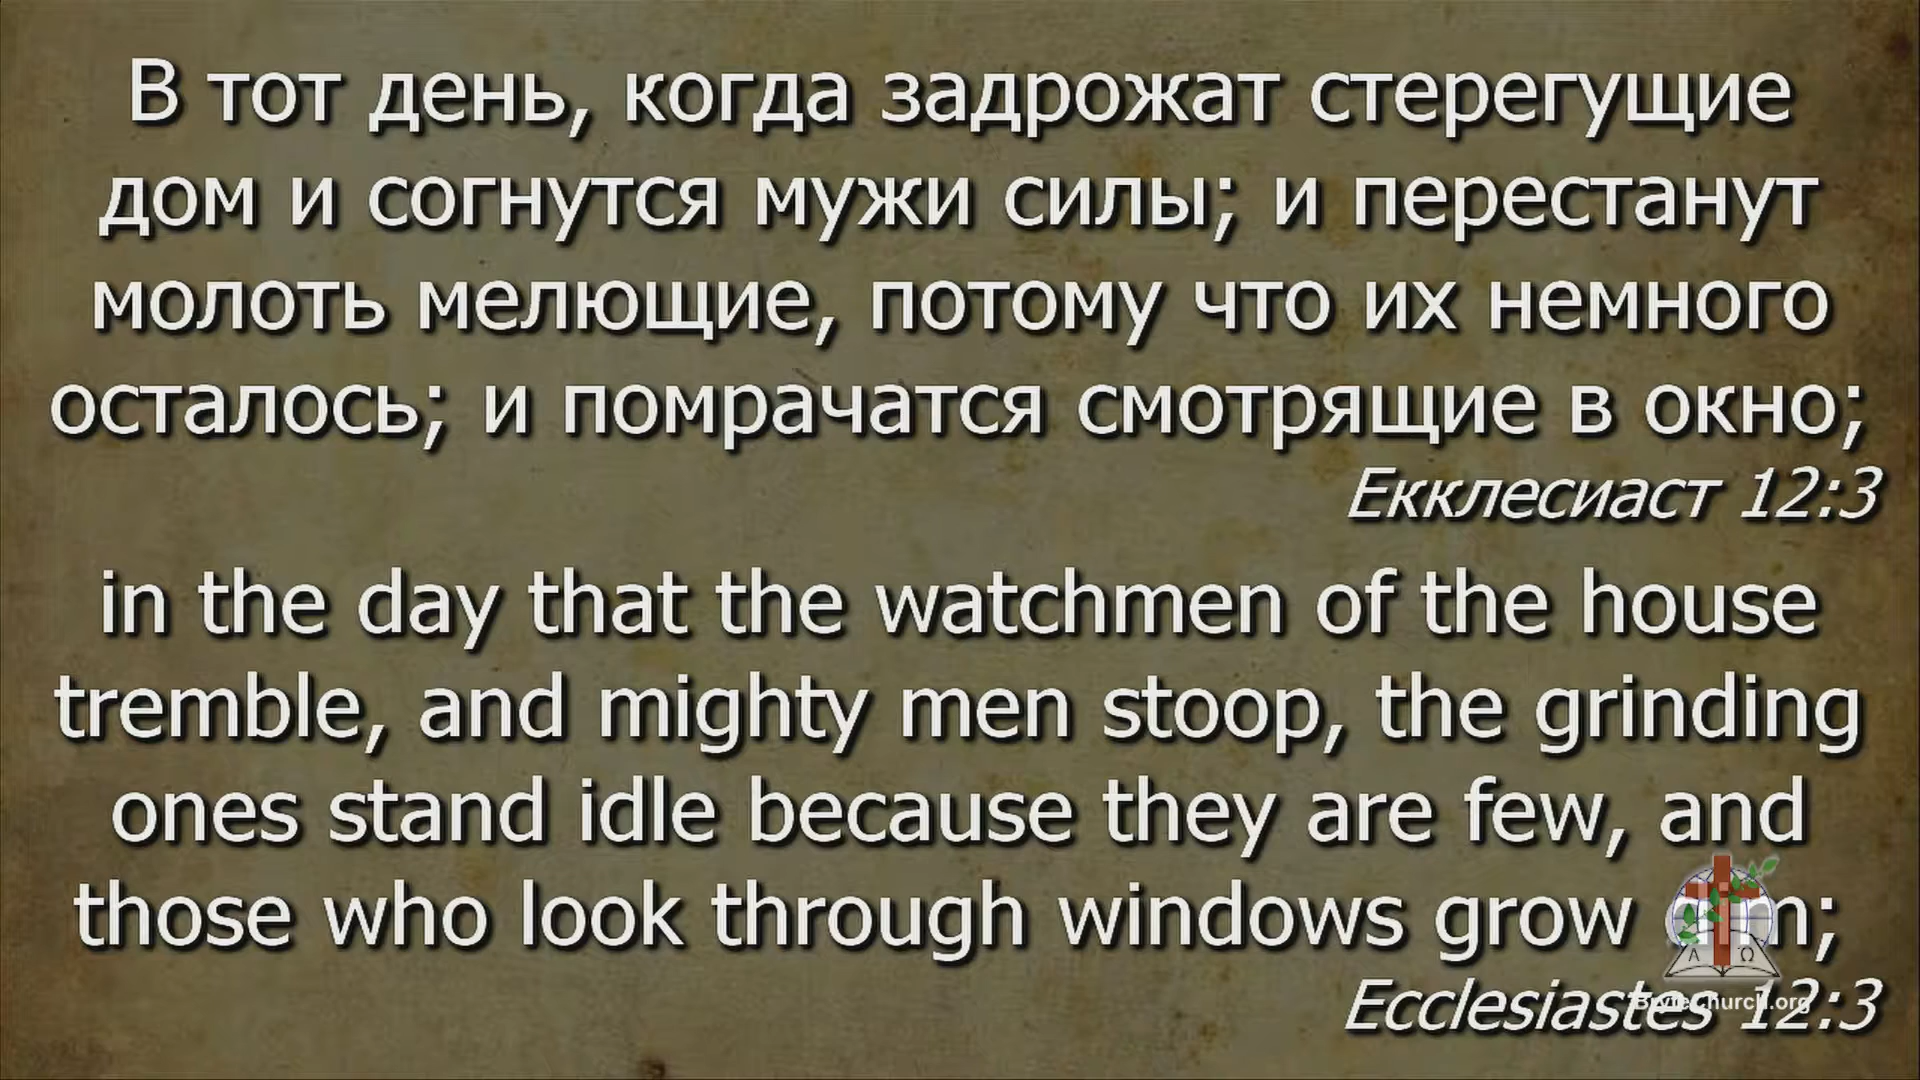 В тот день, когда задрожат стерегущие
дом и согнутся мужи силы; и перестанут
молоть мелющие, потому что их немного
осталось; и помрачатся смотрящие в окно;
Екклесиаст 12:3
in the day that the watchmen of the house
tremble, and mighty men stoop, the grinding
ones stand idle because they are few, and
those who look through windows grow
Α Ω
Ecclesiastes 12:3